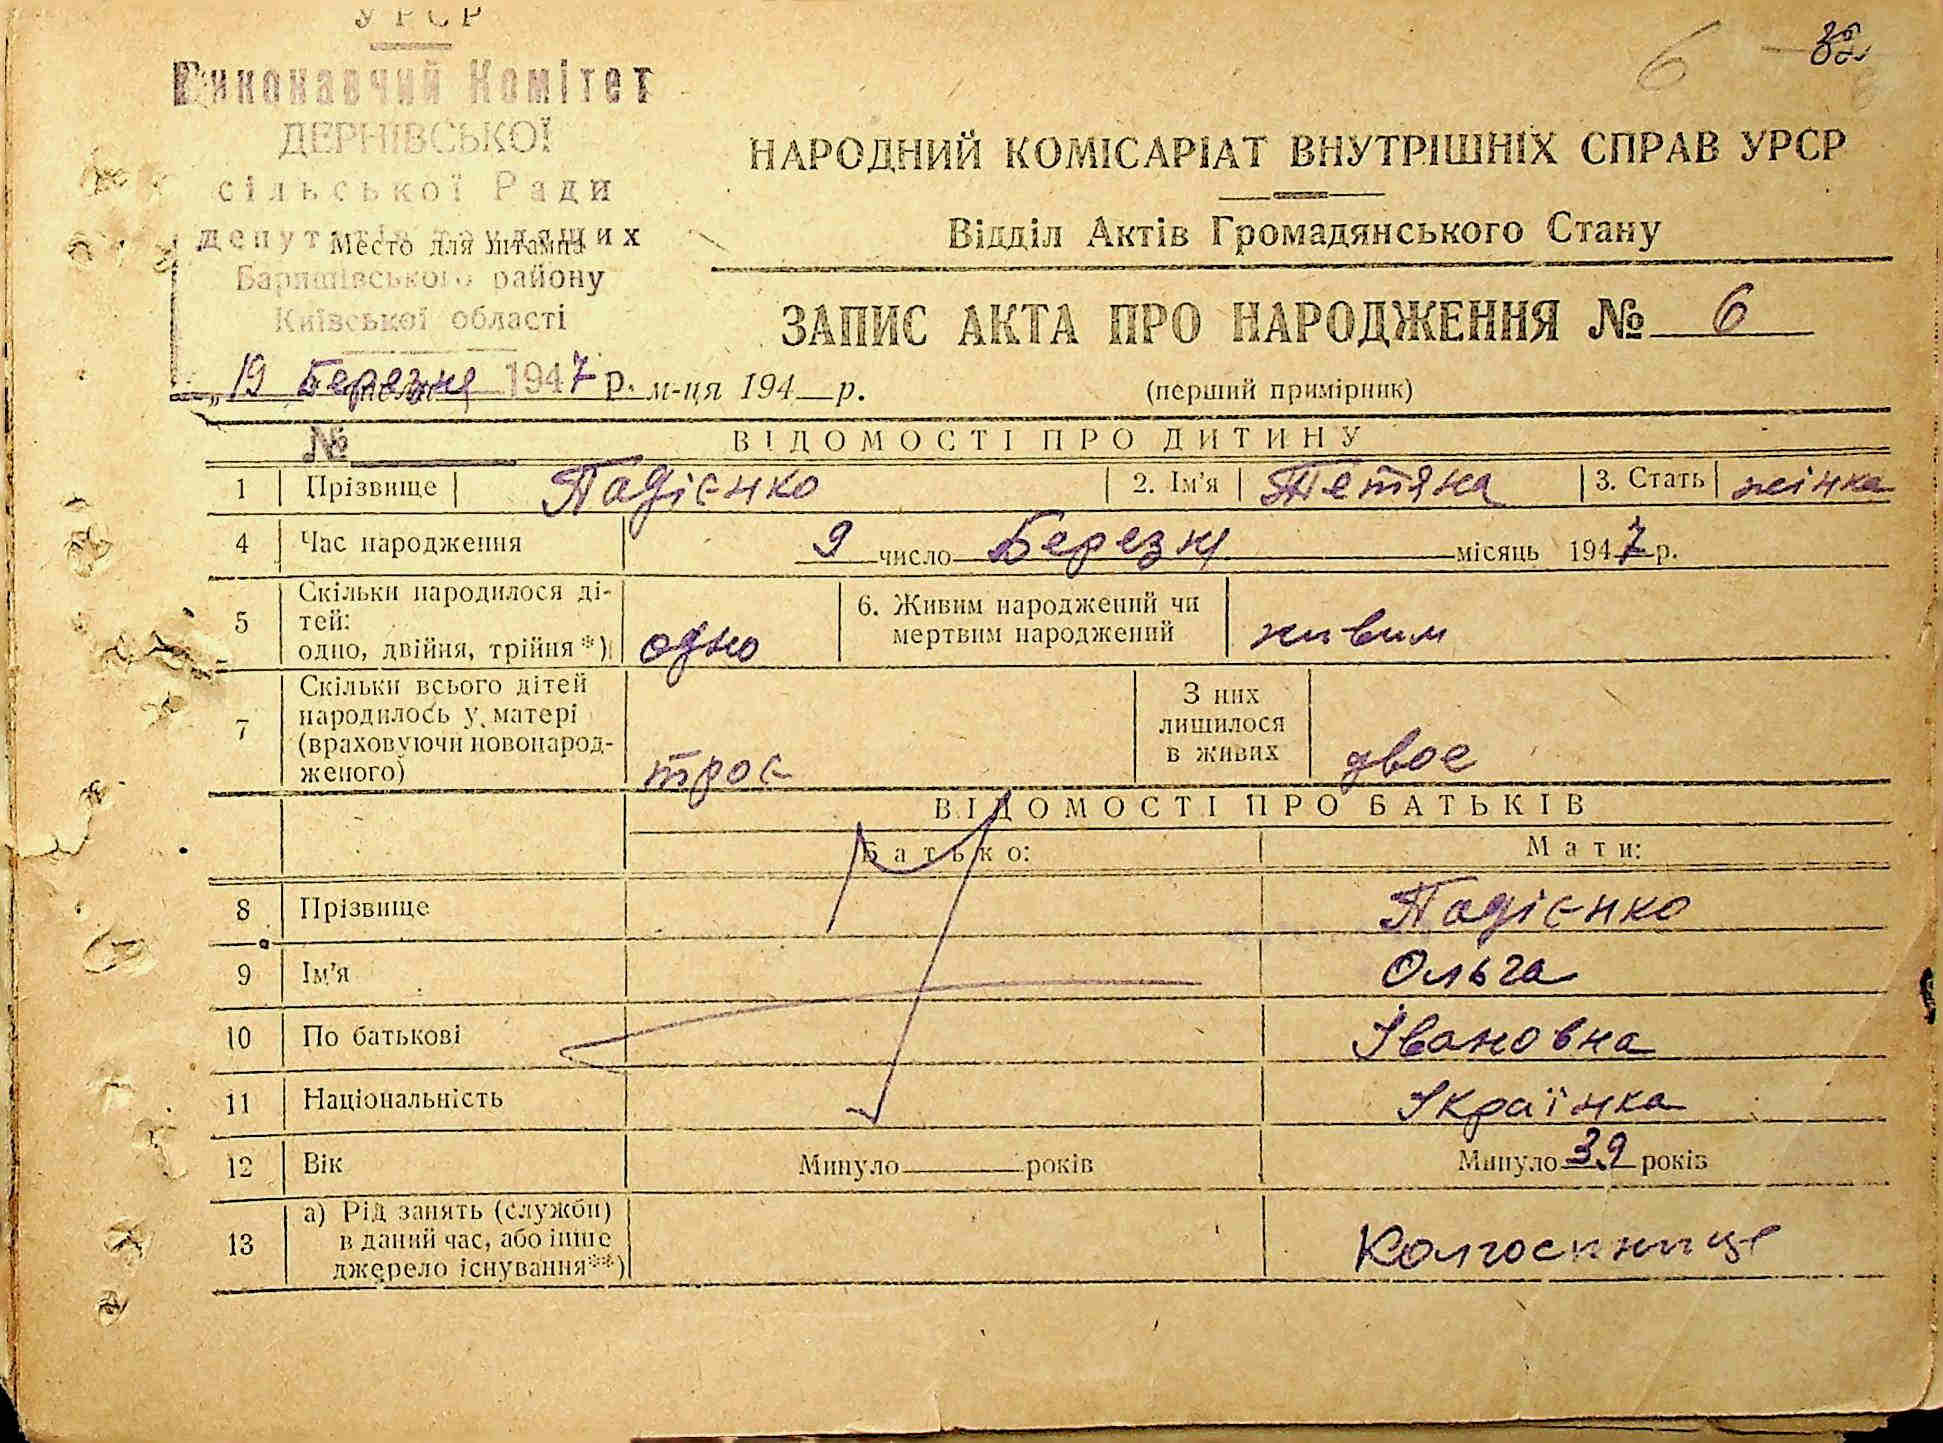 УРСР
Виконавчий Комітет
ДЕРНІВСЬКОЇ
сільської Ради
депутатів трудящих
Место для штампа
Баришівського району
Київської області
„19 Березня 1947 р. м-ця 194 р.
№
6
НАРОДНИЙ КОМІСАРІАТ ВНУТРІШНІХ СПРАВ УРСР
Відділ Актів Громадянського Стану
ЗАПИС АКТА ПРО НАРОДЖЕННЯ № 6
(перший примірник)
ВІДОМОСТІ ПРО ДИТИНУ
1 Прізвище Падієнко 2. Ім'я Тетяна 3. Стать жінка
4 Час народження 9 число Березня місяць 1947 р.
5 Скільки народилося ді-
тей:
одно, двійня, трійня *) одно
6. Живим народжений чи
мертвим народжений живим
7 Скільки всього дітей
народилось у матері
(враховуючи новонарод-
женого) троє
З них
лишилося
в живих двоє
ВІДОМОСТІ ПРО БАТЬКІВ
Батько: Мати:
8 Прізвище Падієнко
9 Ім'я Ольга
10 По батькові Івановна
11 Національність Українка
12 Вік Минуло років Минуло 39 років
13 а) Рід занять (служби)
в даний час, або інше
джерело існування**) Колгоспниця